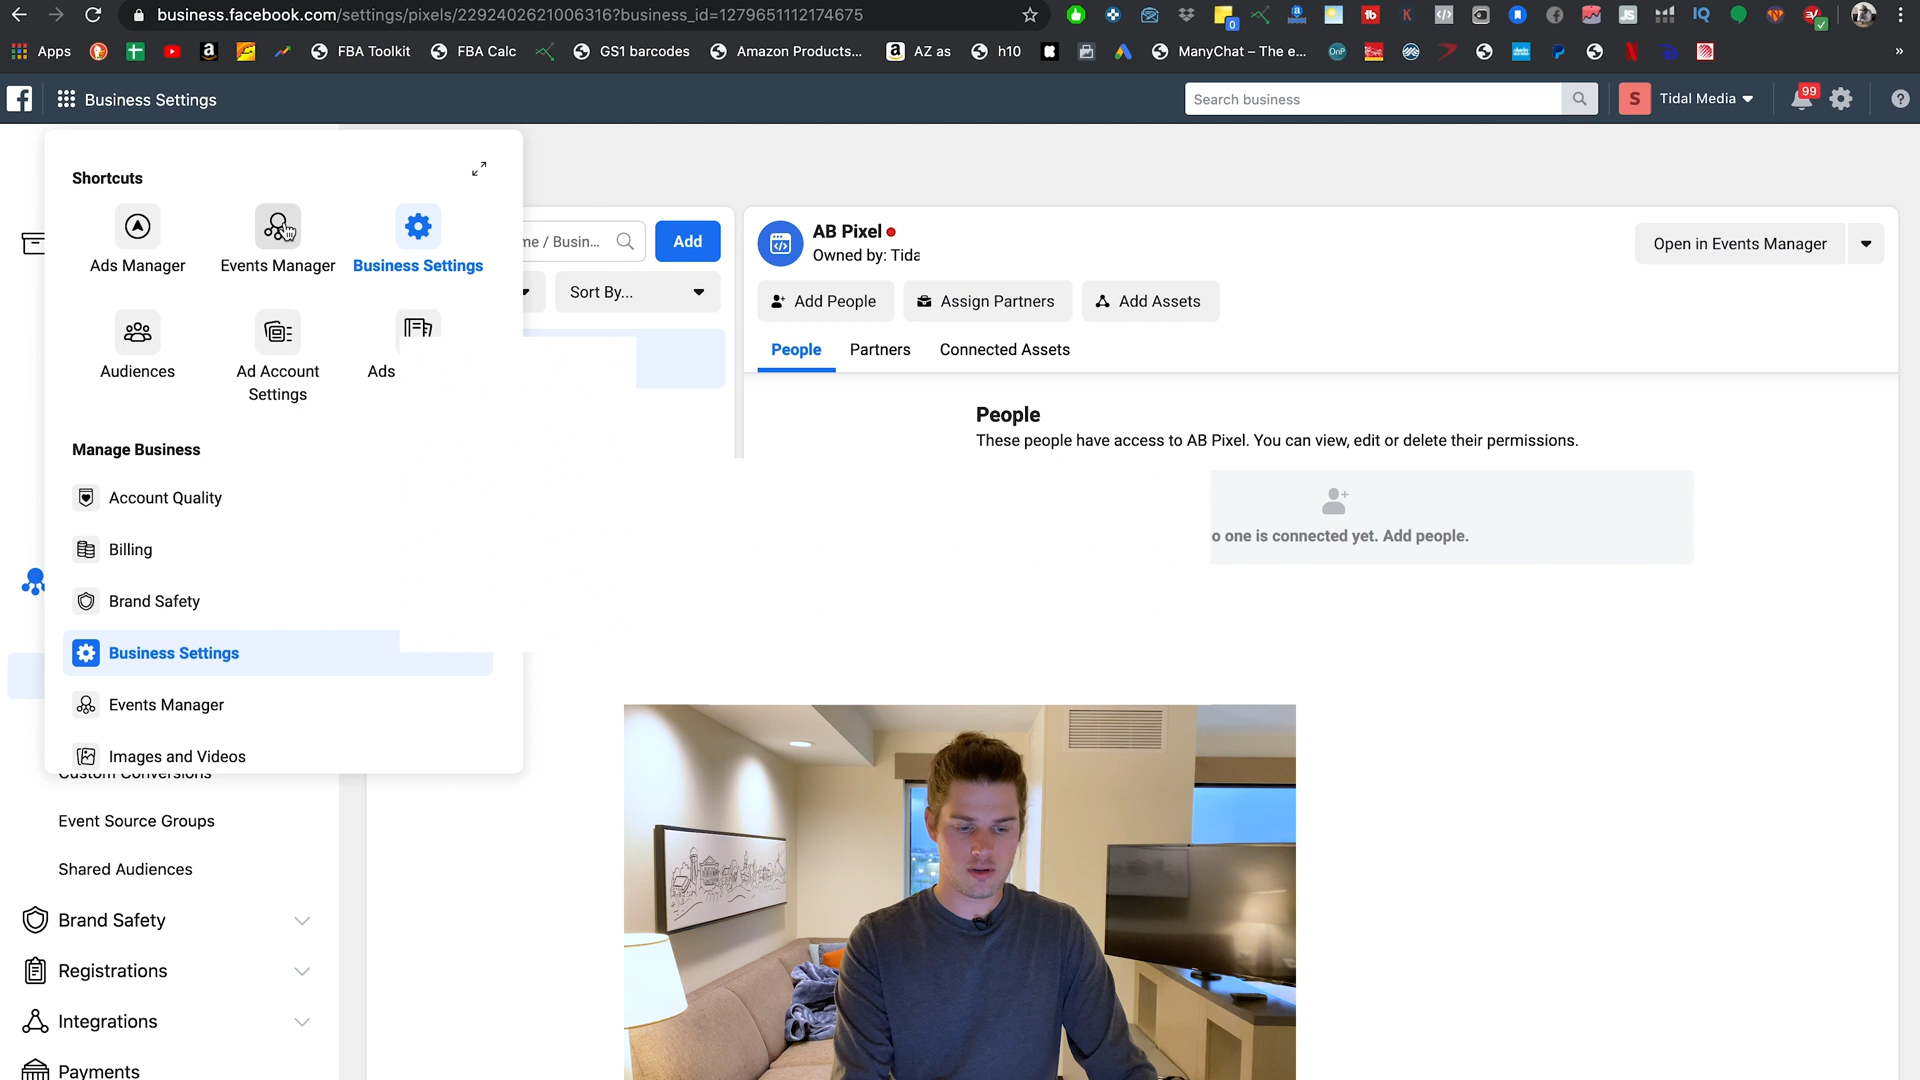 business.facebook.com/settings/pixels/2292402621006316?business_id=1279651112174675
Apps
FBA Toolkit
FBA Calc
GS1 barcodes
Amazon Products...
AZ as
h10
ManyChat – The e...
Business Settings
Search business
S
Tidal Media
99
Shortcuts
Ads Manager
Events Manager
Business Settings
Audiences
Ad Account
Settings
Ads
Manage Business
Account Quality
Billing
Brand Safety
Business Settings
Events Manager
Images and Videos
Custom Conversions
Event Source Groups
Shared Audiences
Brand Safety
Registrations
Integrations
Payments
me / Busin...
Add
Sort By...
AB Pixel
Owned by: Tida
Open in Events Manager
Add People
Assign Partners
Add Assets
People
Partners
Connected Assets
People
These people have access to AB Pixel. You can view, edit or delete their permissions.
o one is connected yet. Add people.